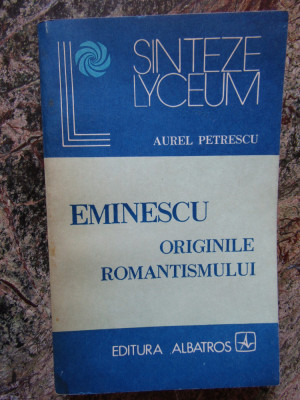 SINTEZE
LYCEUM
AUREL PETRESCU
EMINESCU
ORIGINILE
ROMANTISMULUI
EDITURA ALBATROS